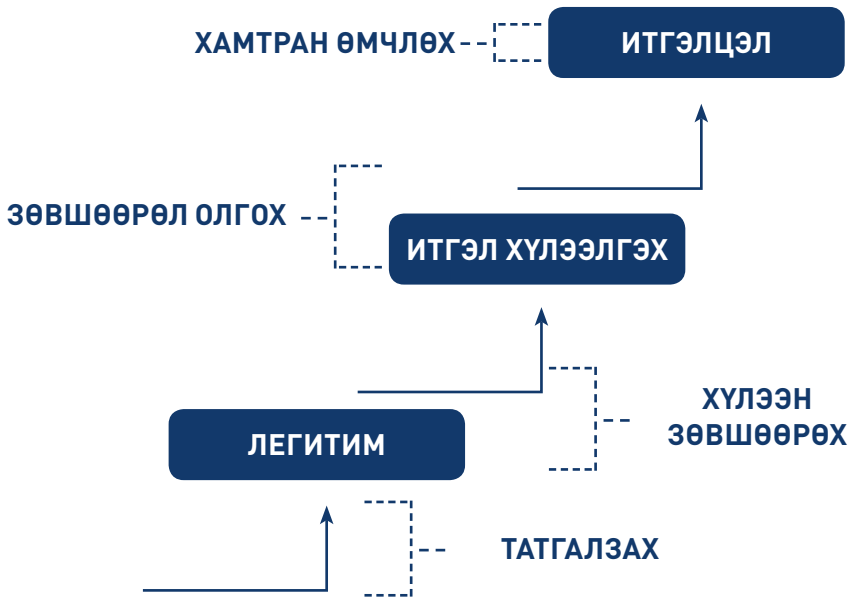 ХАМТРАН ӨМЧЛӨХ
ИТГЭЛЦЭЛ
ЗӨВШӨӨРӨЛ ОЛГОХ
ИТГЭЛ ХҮЛЭЭЛГЭХ
ХҮЛЭЭН
ЗӨВШӨӨРӨХ
ЛЕГИТИМ
ТАТГАЛЗАХ